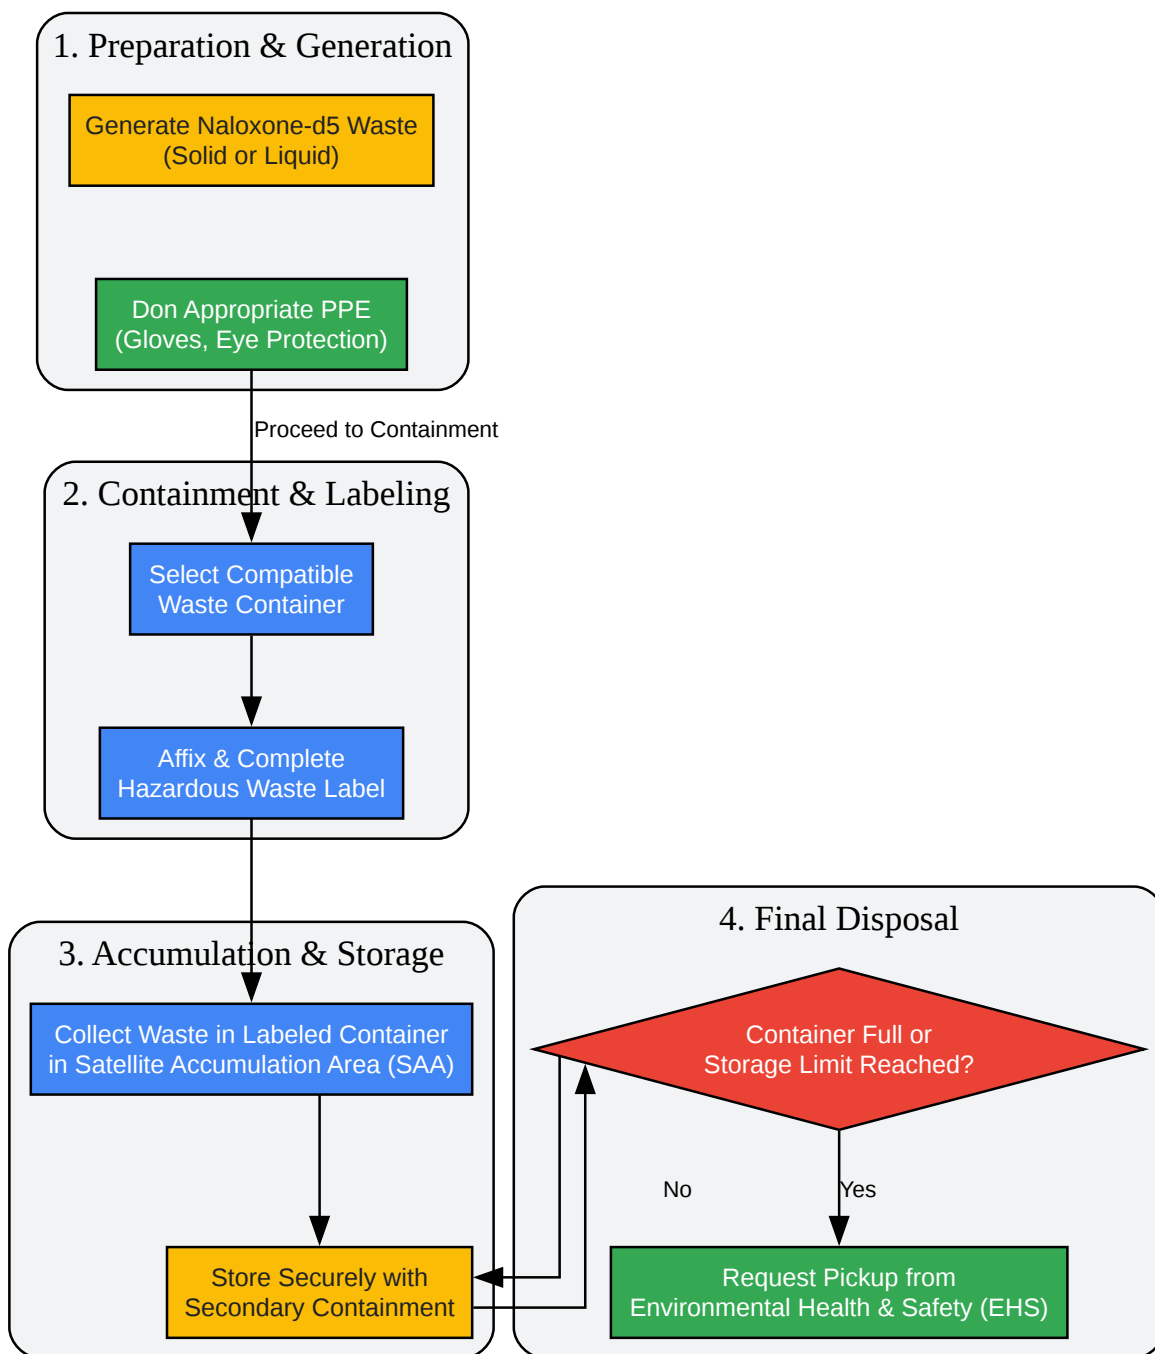 1. Preparation & Generation
Generate Naloxone-d5 Waste
(Solid or Liquid)
Don Appropriate PPE
(Gloves, Eye Protection)
Proceed to Containment
2. Containment & Labeling
Select Compatible
Waste Container
Affix & Complete
Hazardous Waste Label
3. Accumulation & Storage
Collect Waste in Labeled Container
in Satellite Accumulation Area (SAA)
Store Securely with
Secondary Containment
4. Final Disposal
Container Full or
Storage Limit Reached?
No
Yes
Request Pickup from
Environmental Health & Safety (EHS)